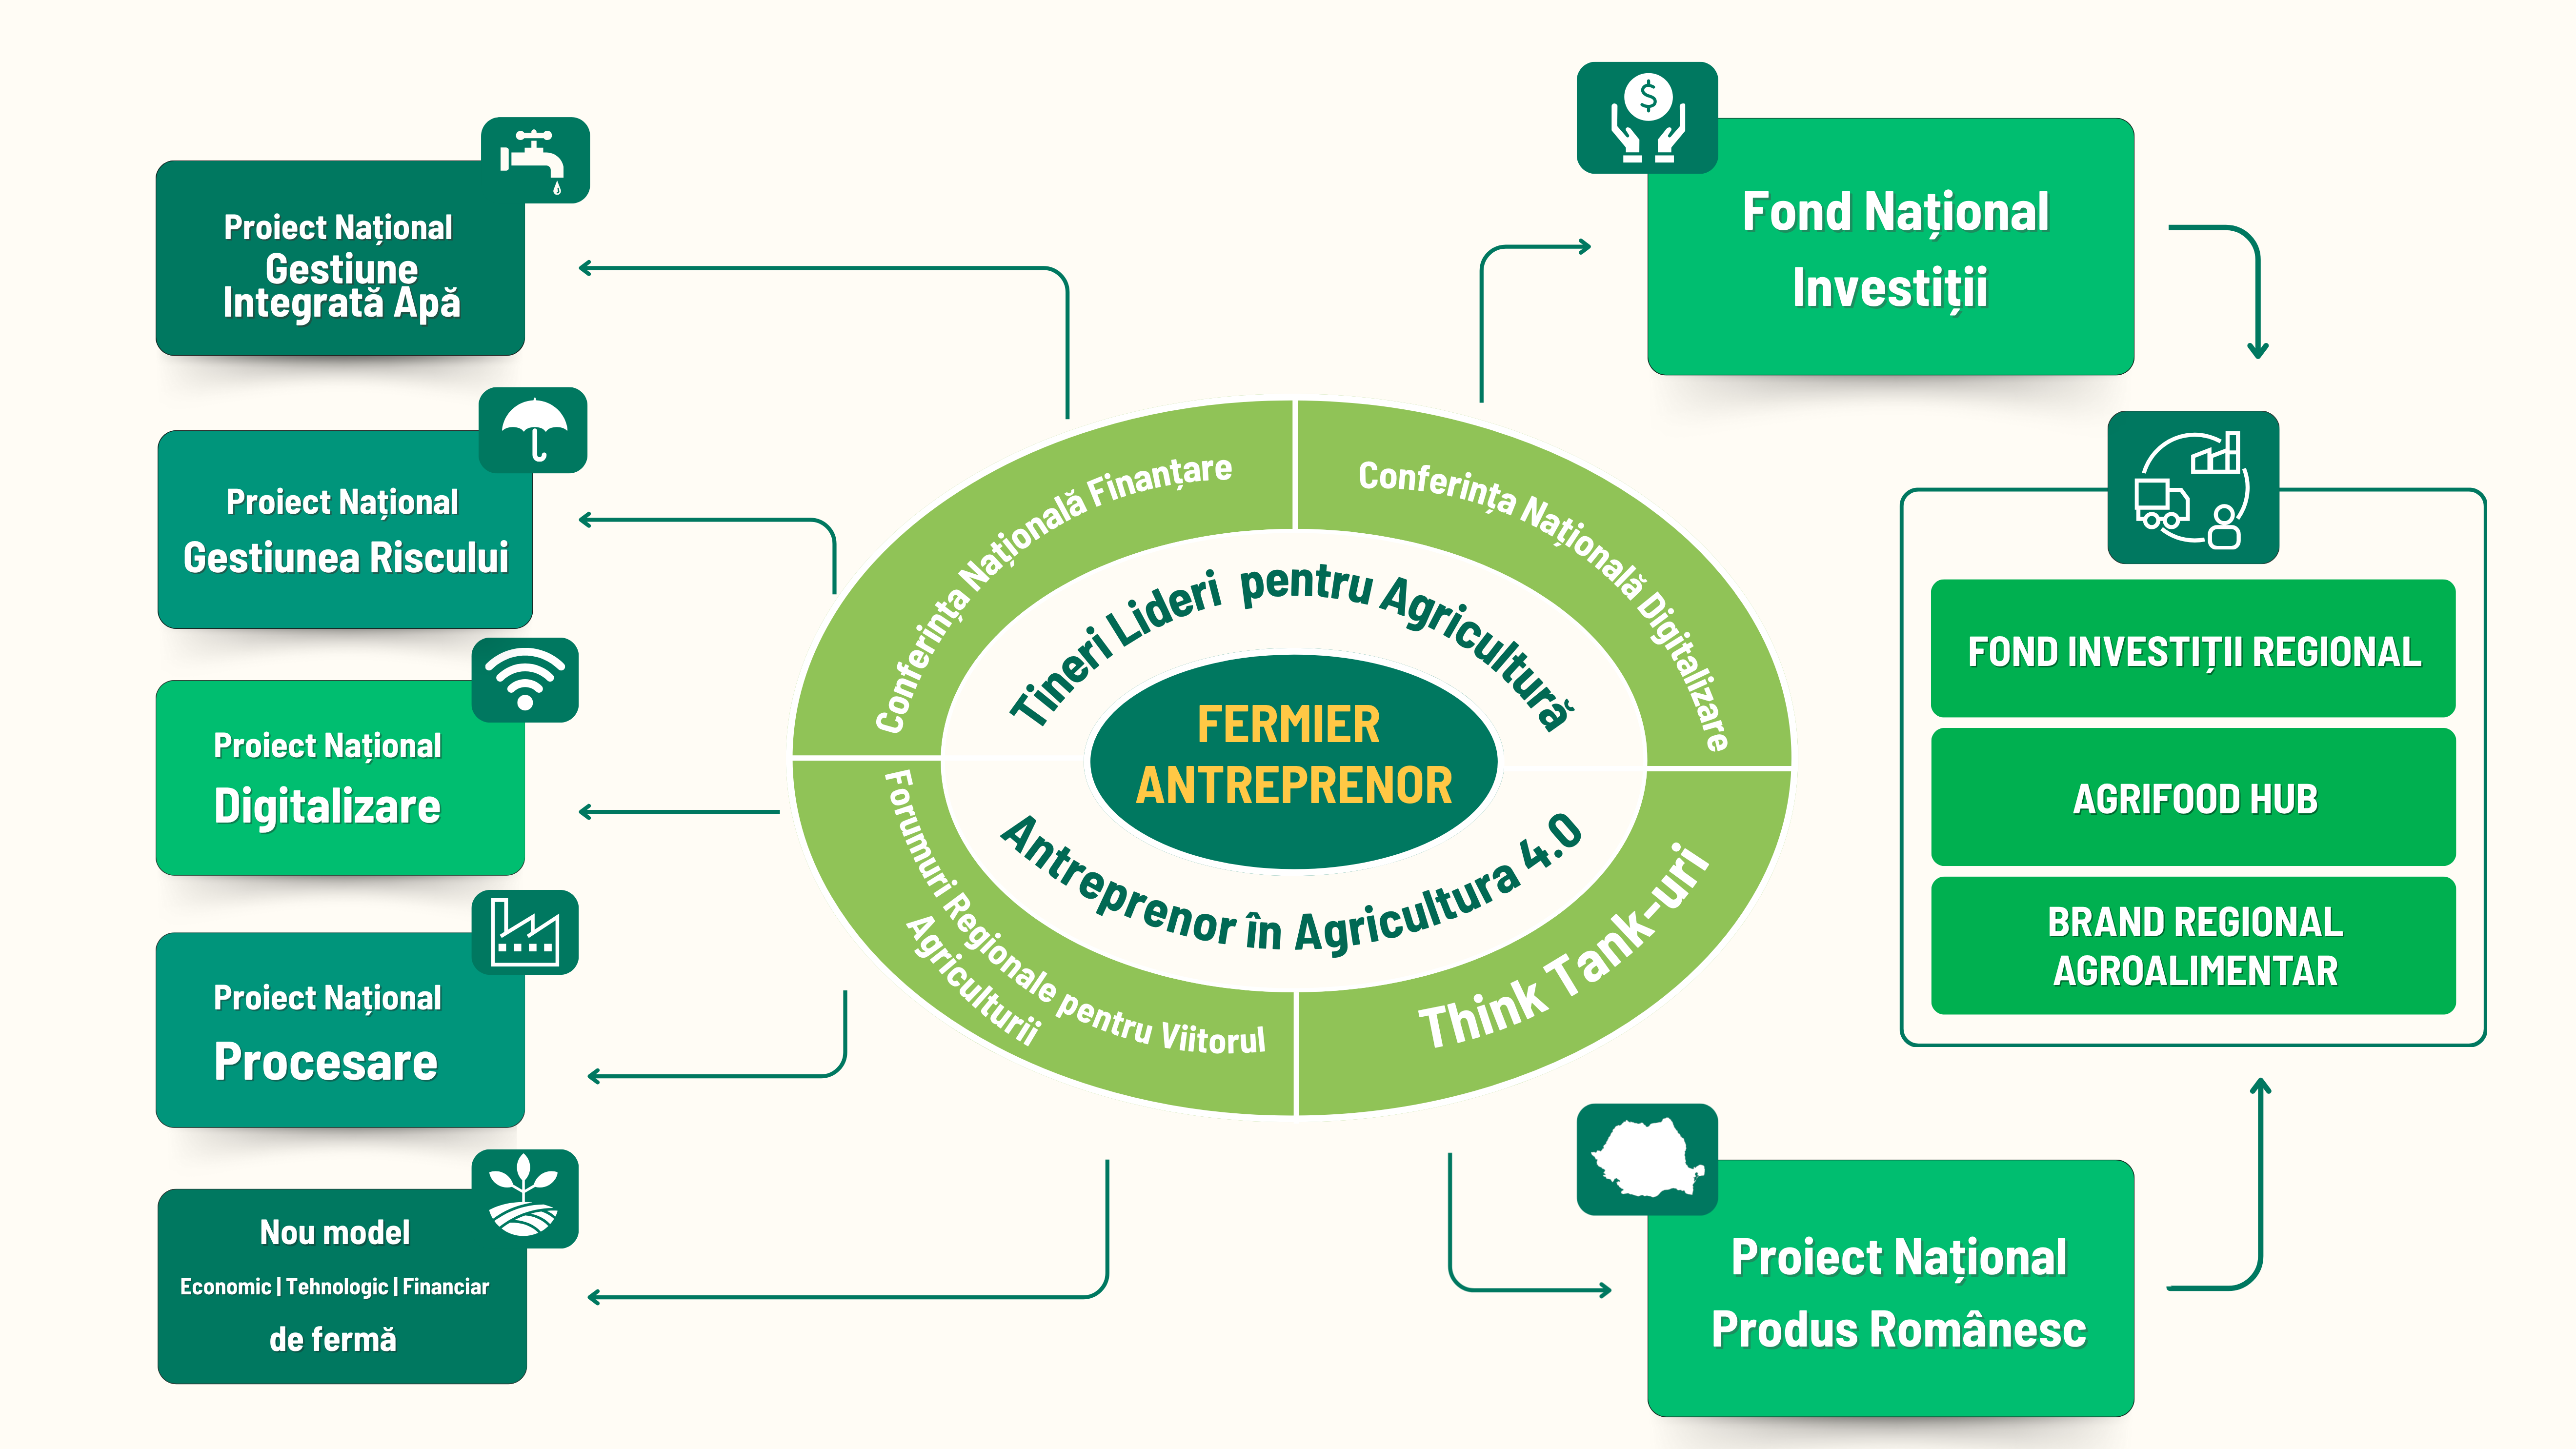 Proiect Național
Gestiune
Integrată Apă
Proiect Național
Gestiunea Riscului
Proiect Național
Digitalizare
Proiect Național
Procesare
Nou model
Economic | Tehnologic | Financiar
de fermă
Conferința Națională Finanțare
Conferința Națională Digitalizare
Tineri Lideri pentru Agricultură
FERMIER
ANTREPRENOR
Antreprenor în Agricultura 4.0
Forumuri Regionale pentru Viitorul
Agriculturii
Think Tank-uri
$
Fond Național
Investiții
FOND INVESTIȚII REGIONAL
AGRIFOOD HUB
BRAND REGIONAL
AGROALIMENTAR
Proiect Național
Produs Românesc